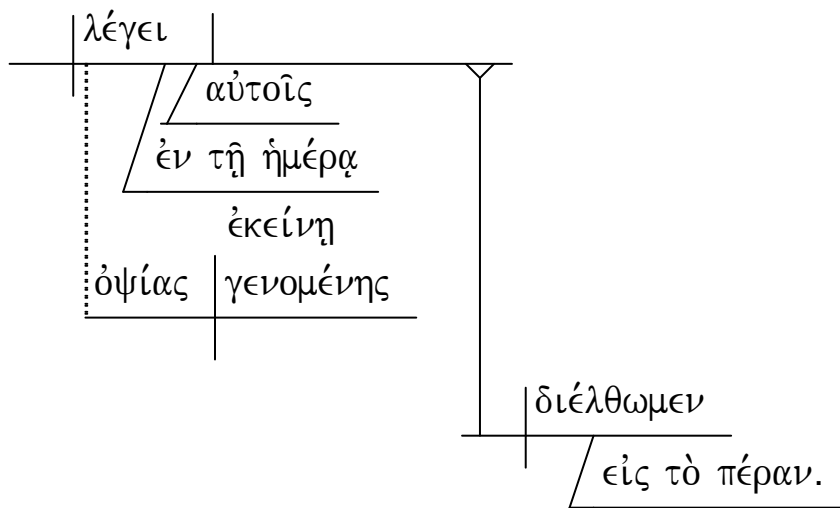 λέγει
αὐτοῖς
ἐν τῇ ἡμέρᾳ
ἐκείνῃ
ὀψίας γενομένης
διέλθωμεν
εἰς τὸ πέραν.